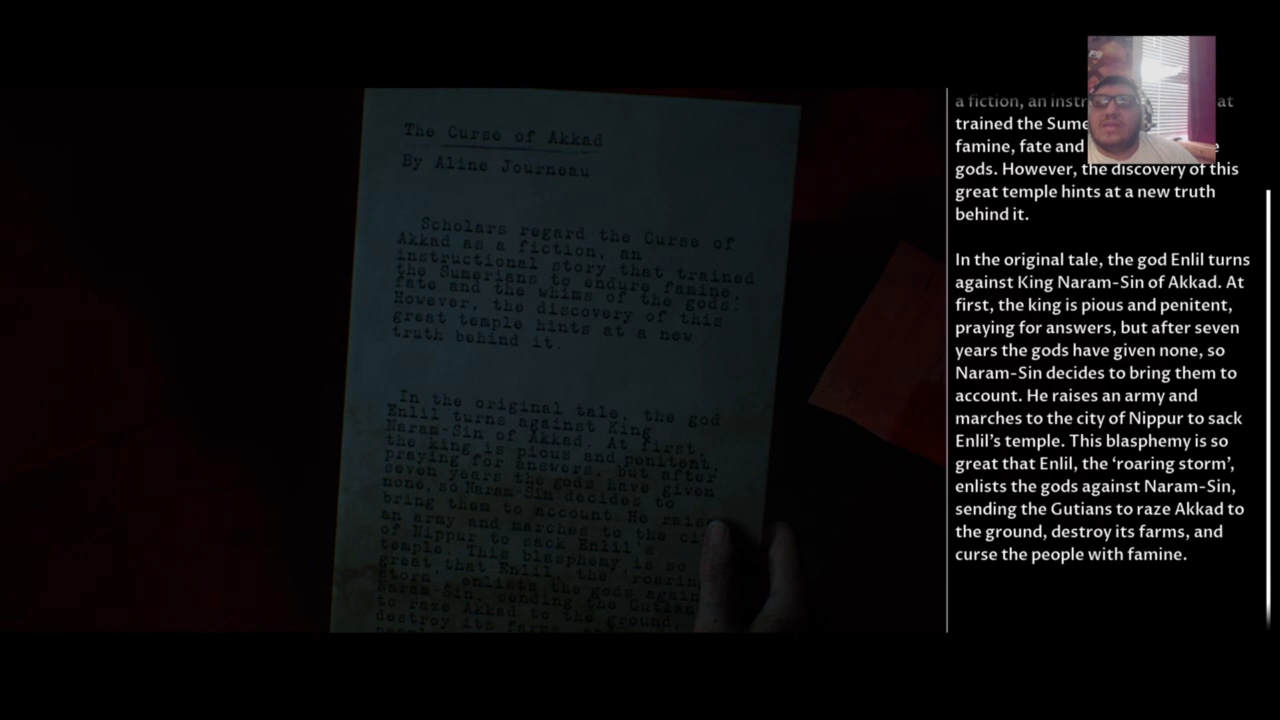 The Curse of Akkad
By Aline Journeau
Scholars regard the Curse of
Akkad as a fiction, an
instructional story that trained
the Sumerians to endure famine,
fate and the whims of the gods.
However, the discovery of this
great temple hints at a new
truth behind it.
In the original tale, the god
Enlil turns against King
Naram-Sin of Akkad. At first,
the king is pious and penitent,
praying for answers, but after
seven years the gods have given
none, so Naram-Sin decides to
bring them to account. He rais
an army and marches to the ci
of Nippur to sack Enlil's
temple. This blasphemy is so
great that Enlil, the 'roaring
storm', enlists the gods again
Naram-Sin, sending the Gutian
to raze Akkad to the ground,
destroy its farms,
a fiction, an instr at
trained the Sume
famine, fate and
gods. However, the discovery of this
great temple hints at a new truth
behind it.
In the original tale, the god Enlil turns
against King Naram-Sin of Akkad. At
first, the king is pious and penitent,
praying for answers, but after seven
years the gods have given none, so
Naram-Sin decides to bring them to
account. He raises an army and
marches to the city of Nippur to sack
Enlil's temple. This blasphemy is so
great that Enlil, the 'roaring storm',
enlists the gods against Naram-Sin,
sending the Gutians to raze Akkad to
the ground, destroy its farms, and
curse the people with famine.